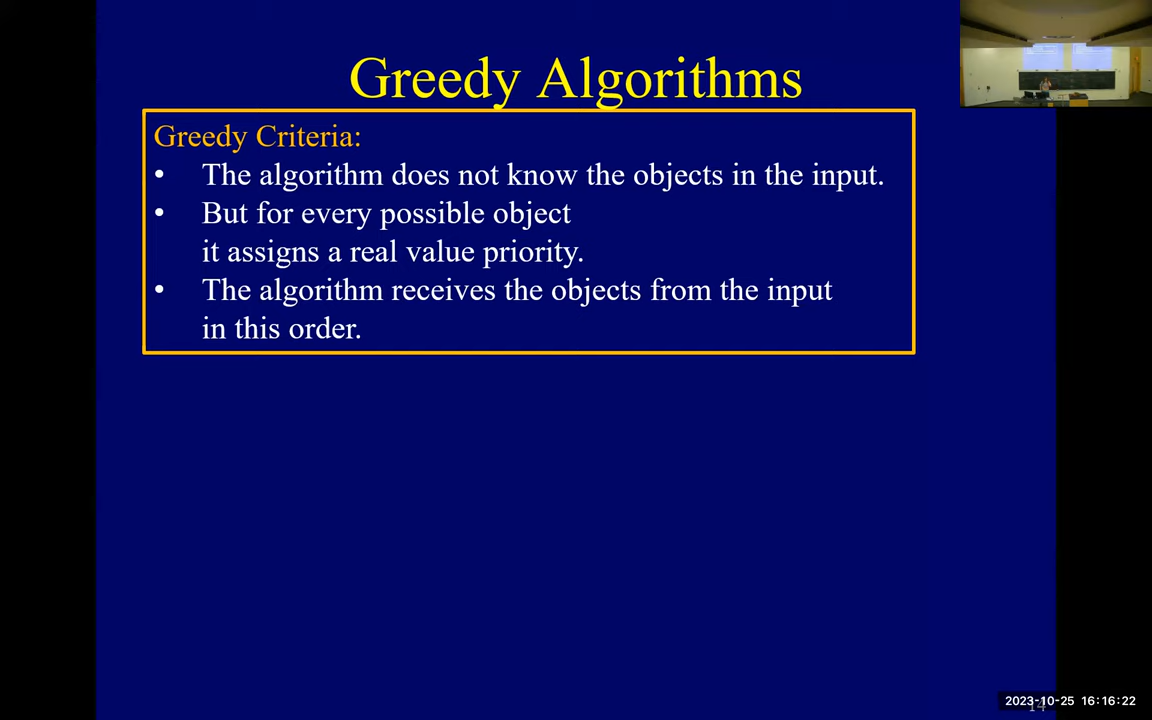 Greedy Algorithms
Greedy Criteria:
• The algorithm does not know the objects in the input.
• But for every possible object
it assigns a real value priority.
• The algorithm receives the objects from the input
in this order.
2023-10-25 16:16:22
14